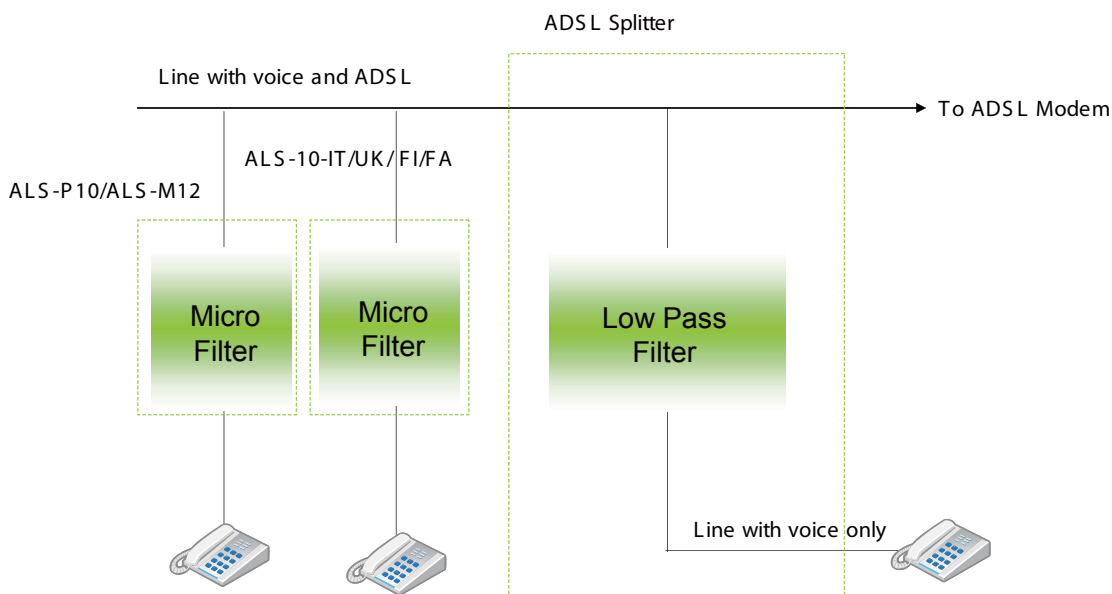 ADSL Splitter
Line with voice and ADSL
To ADSL Modem
ALS-10-IT/UK/FI/FA
ALS-P10/ALS-M12
Micro
Filter
Micro
Filter
Low Pass
Filter
Line with voice only